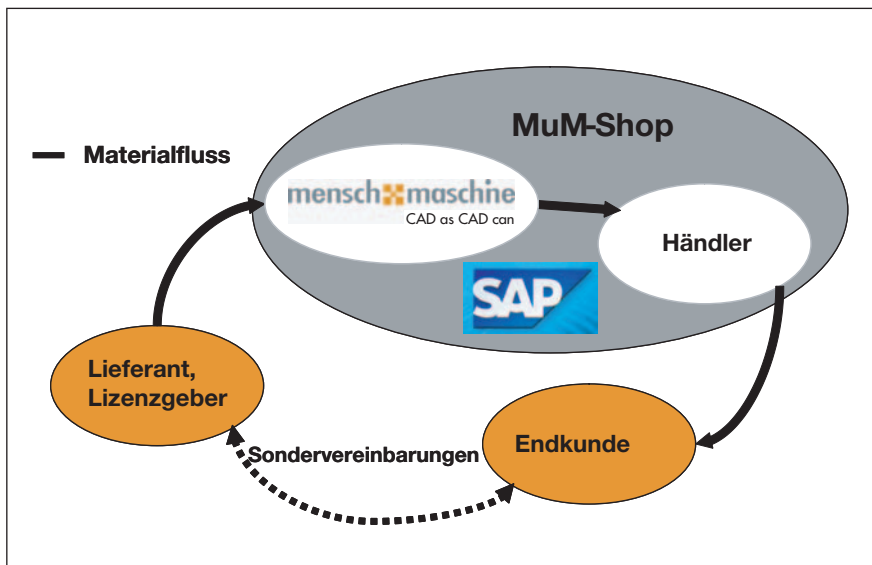 MuM-Shop
Materialfluss
mensch maschine
CAD as CAD can
Händler
SAP
Lieferant,
Lizenzgeber
Sondervereinbarungen
Endkunde